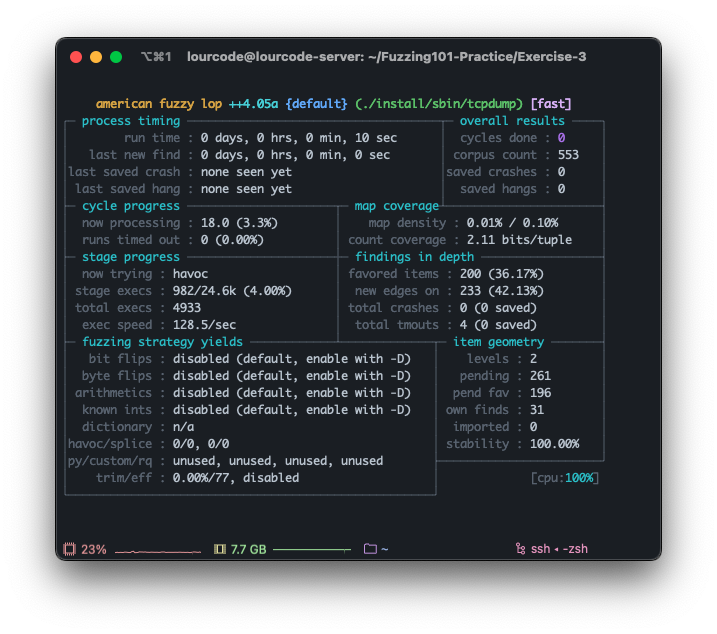 ⌥⌘1 lourcode@lourcode-server: ~/Fuzzing101-Practice/Exercise-3
american fuzzy lop ++4.05a {default} (./install/sbin/tcpdump) [fast]
process timing overall results
run time : 0 days, 0 hrs, 0 min, 10 sec cycles done : 0
last new find : 0 days, 0 hrs, 0 min, 0 sec corpus count : 553
last saved crash : none seen yet saved crashes : 0
last saved hang : none seen yet saved hangs : 0
cycle progress map coverage
now processing : 18.0 (3.3%) map density : 0.01% / 0.10%
runs timed out : 0 (0.00%) count coverage : 2.11 bits/tuple
stage progress findings in depth
now trying : havoc favored items : 200 (36.17%)
stage execs : 982/24.6k (4.00%) new edges on : 233 (42.13%)
total execs : 4933 total crashes : 0 (0 saved)
exec speed : 128.5/sec total tmouts : 4 (0 saved)
fuzzing strategy yields item geometry
bit flips : disabled (default, enable with -D) levels : 2
byte flips : disabled (default, enable with -D) pending : 261
arithmetics : disabled (default, enable with -D) pend fav : 196
known ints : disabled (default, enable with -D) own finds : 31
dictionary : n/a imported : 0
havoc/splice : 0/0, 0/0 stability : 100.00%
py/custom/rq : unused, unused, unused, unused
trim/eff : 0.00%/77, disabled [cpu:100%]
23% 7.7 GB ~ ssh ◂ -zsh